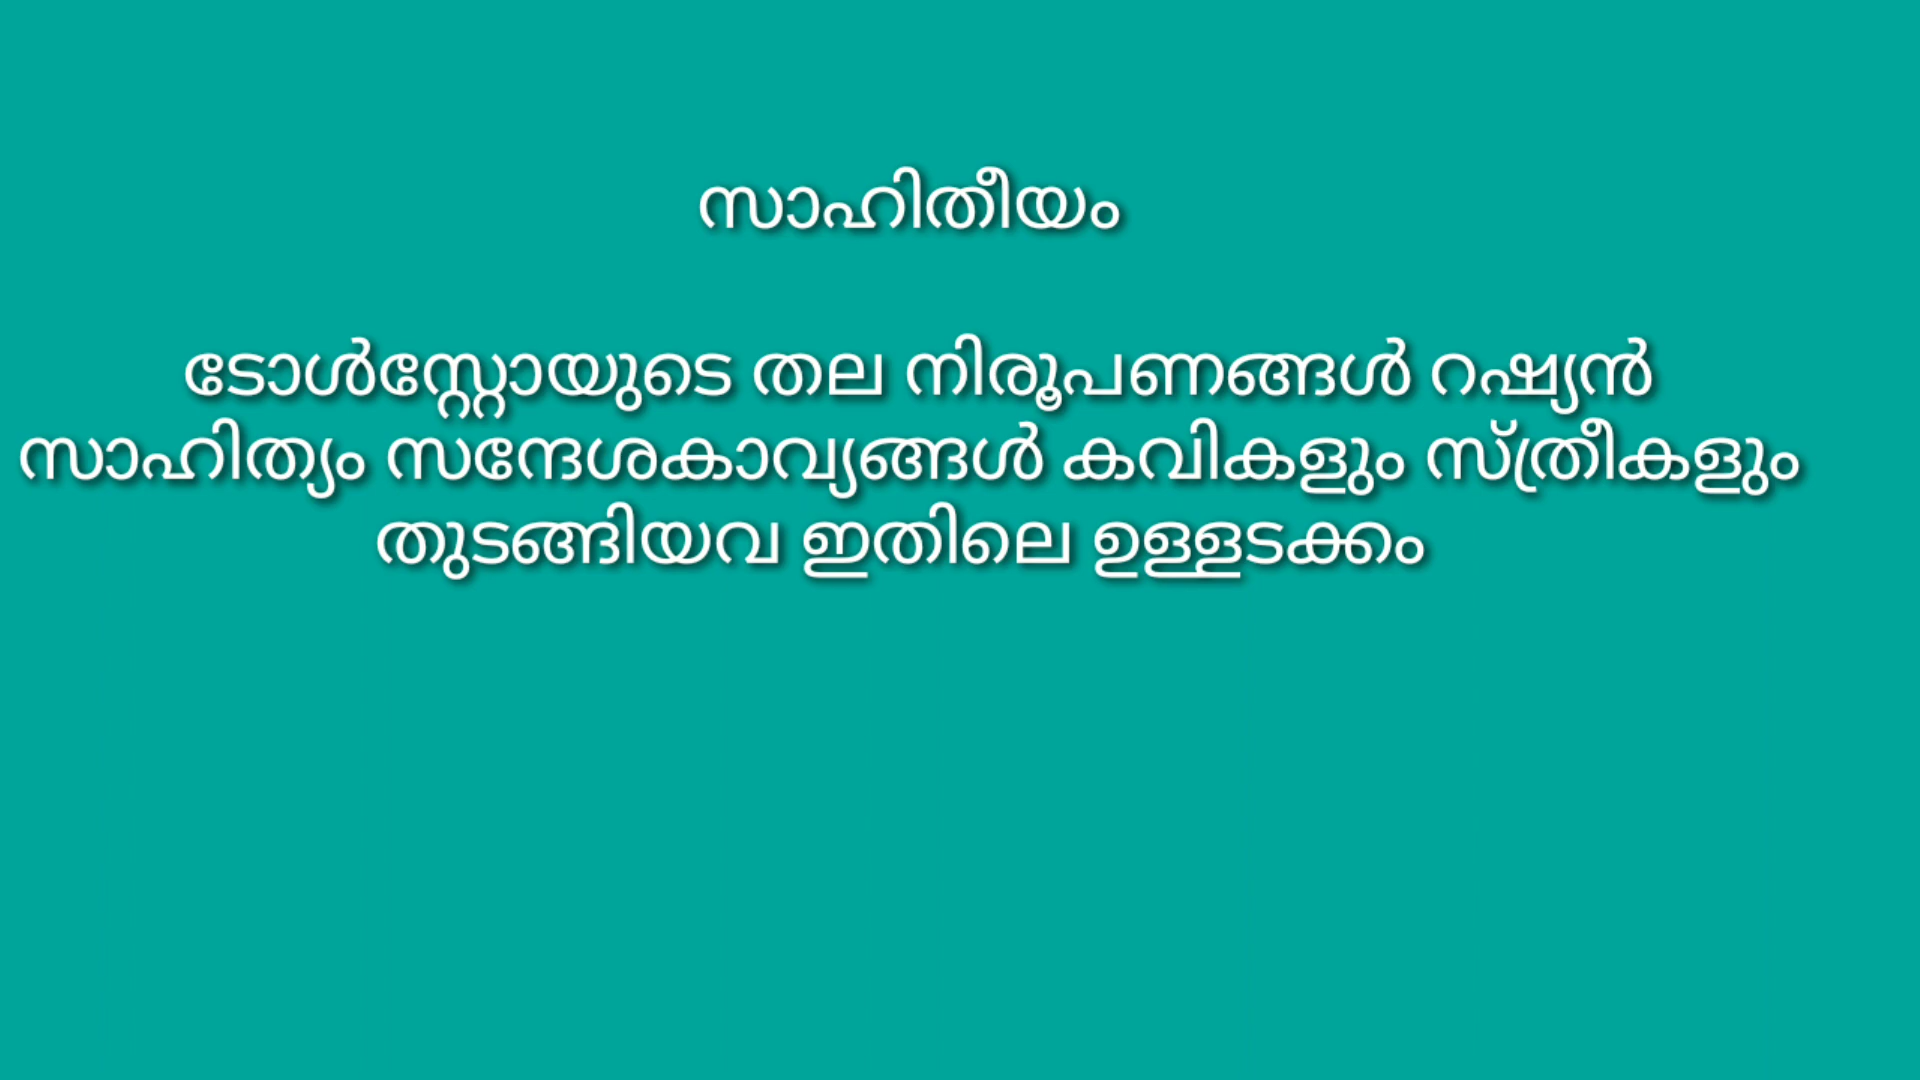 സാഹിതീയം
ടോൾസ്റ്റോയുടെ തല നിരൂപണങ്ങൾ റഷ്യൻ
സാഹിത്യം സന്ദേശകാവ്യങ്ങൾ കവികളും സ്ത്രീകളും
തുടങ്ങിയവ ഇതിലെ ഉള്ളടക്കം